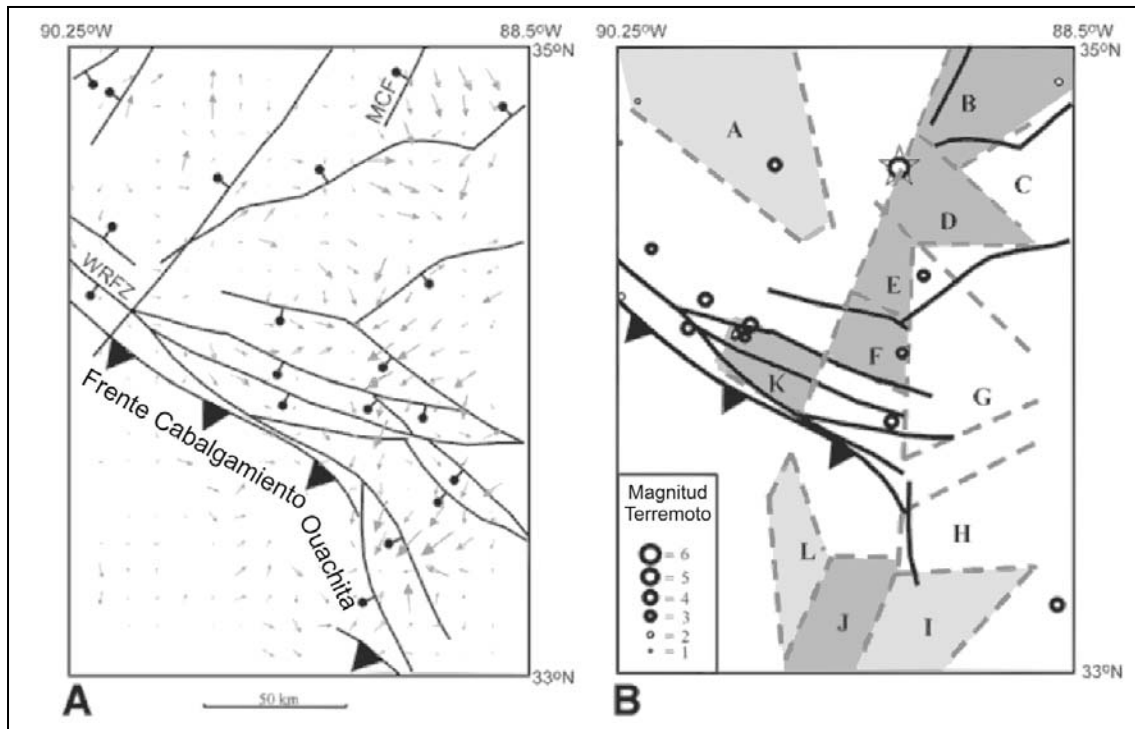 90.25ºW
88.5ºW
35ºN
MCF
WRFZ
Frente Cabalgamiento Ouachita
33ºN
A
50 km
90.25ºW
88.5ºW
35ºN
A
B
C
D
E
F
K
G
H
L
J
I
Magnitud
Terremoto
= 6
= 5
= 4
= 3
= 2
= 1
33ºN
B